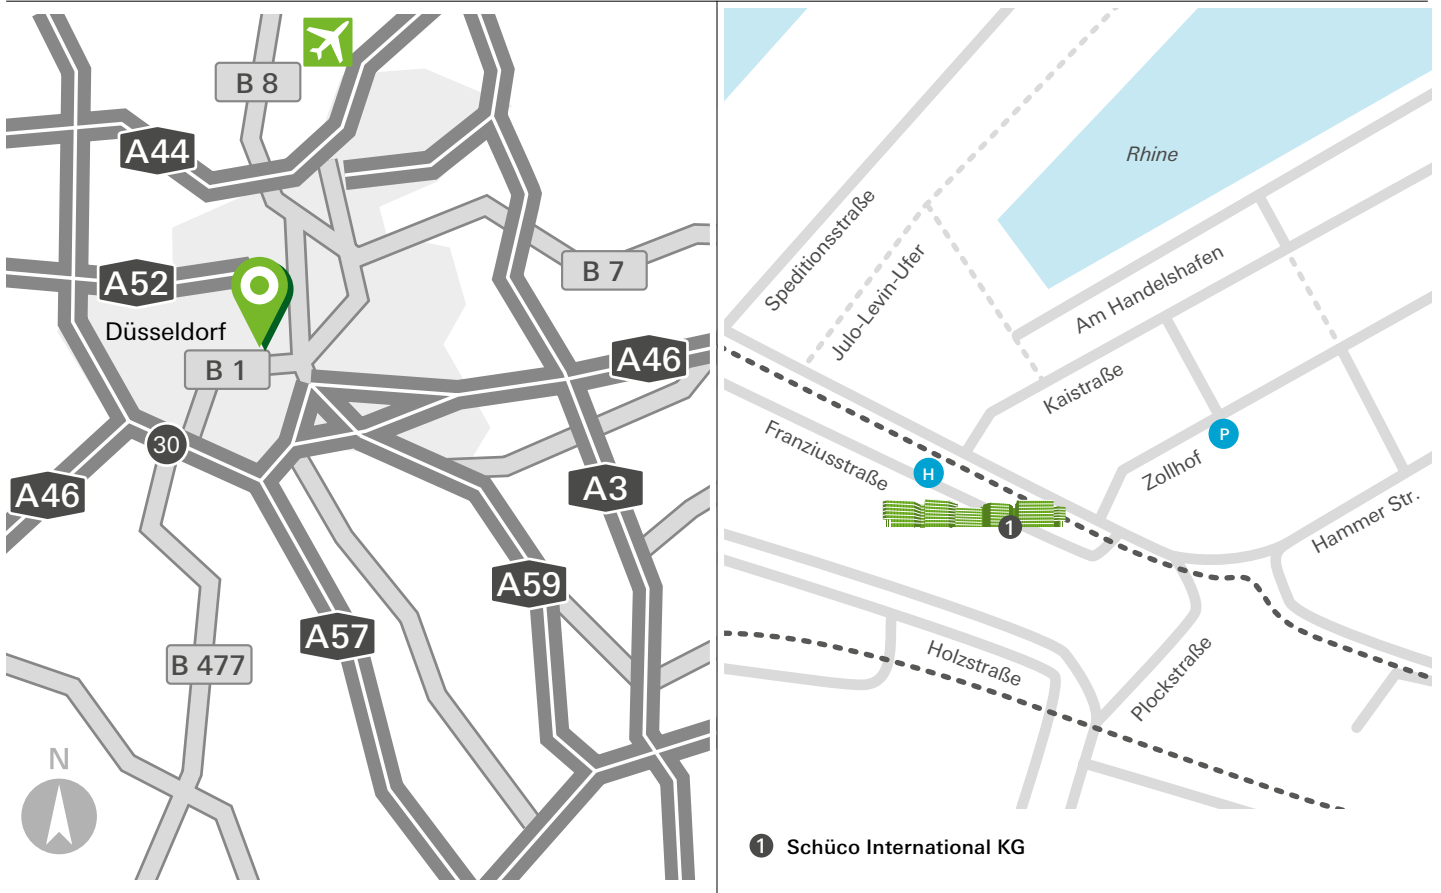 B 8
A44
B 7
A52
Düsseldorf
B 1
A46
30
A46
A3
A59
A57
B 477
N
Rhine
Speditionsstraße
Julo-Levin-Ufer
Am Handelshafen
Kaistraße
Franziusstraße
P
H
Zollhof
Hammer Str.
1
Holzstraße
Plockstraße
1 Schüco International KG